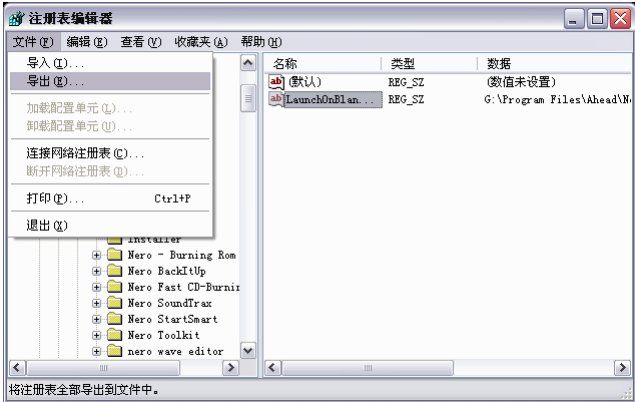 注册表编辑器
文件(F) 编辑(E) 查看(V) 收藏夹(A) 帮助(H)
导入(I)...
导出(E)...
加载配置单元(L)...
卸载配置单元(U)...
连接网络注册表(C)...
断开网络注册表(D)...
打印(P)... Ctrl+P
退出(X)
Installer
Nero - Burning Rom
Nero BackItUp
Nero Fast CD-Burnin
Nero SoundTrax
Nero StartSmart
Nero Toolkit
nero wave editor
名称 类型 数据
ab (默认) REG_SZ (数值未设置)
ab LaunchOnBlan... REG_SZ G:\Program Files\Ahead\N
将注册表全部导出到文件中。